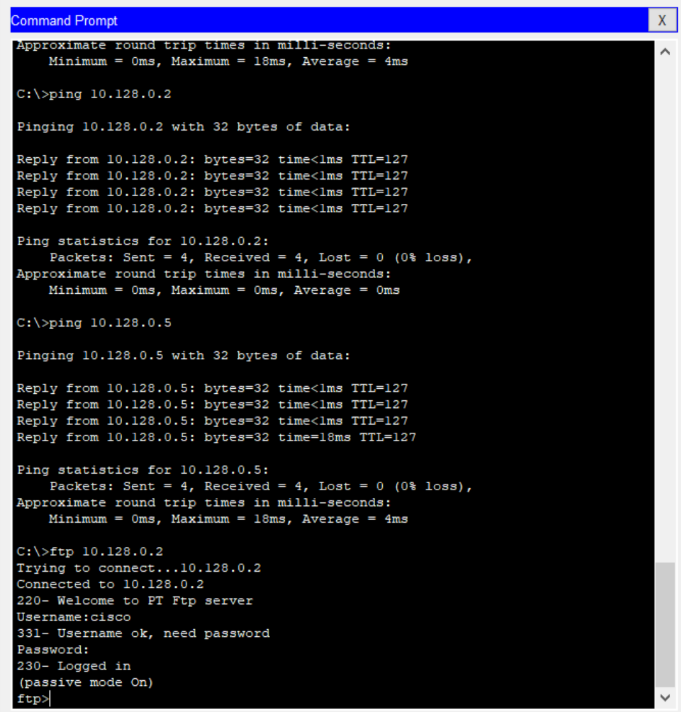 Command Prompt
X
Approximate round trip times in milli-seconds:
    Minimum = 0ms, Maximum = 18ms, Average = 4ms
C:\>ping 10.128.0.2
Pinging 10.128.0.2 with 32 bytes of data:
Reply from 10.128.0.2: bytes=32 time<1ms TTL=127
Reply from 10.128.0.2: bytes=32 time<1ms TTL=127
Reply from 10.128.0.2: bytes=32 time<1ms TTL=127
Reply from 10.128.0.2: bytes=32 time<1ms TTL=127
Ping statistics for 10.128.0.2:
    Packets: Sent = 4, Received = 4, Lost = 0 (0% loss),
Approximate round trip times in milli-seconds:
    Minimum = 0ms, Maximum = 0ms, Average = 0ms
C:\>ping 10.128.0.5
Pinging 10.128.0.5 with 32 bytes of data:
Reply from 10.128.0.5: bytes=32 time<1ms TTL=127
Reply from 10.128.0.5: bytes=32 time<1ms TTL=127
Reply from 10.128.0.5: bytes=32 time<1ms TTL=127
Reply from 10.128.0.5: bytes=32 time=18ms TTL=127
Ping statistics for 10.128.0.5:
    Packets: Sent = 4, Received = 4, Lost = 0 (0% loss),
Approximate round trip times in milli-seconds:
    Minimum = 0ms, Maximum = 18ms, Average = 4ms
C:\>ftp 10.128.0.2
Trying to connect...10.128.0.2
Connected to 10.128.0.2
220- Welcome to PT Ftp server
Username:cisco
331- Username ok, need password
Password:
230- Logged in
(passive mode On)
ftp>